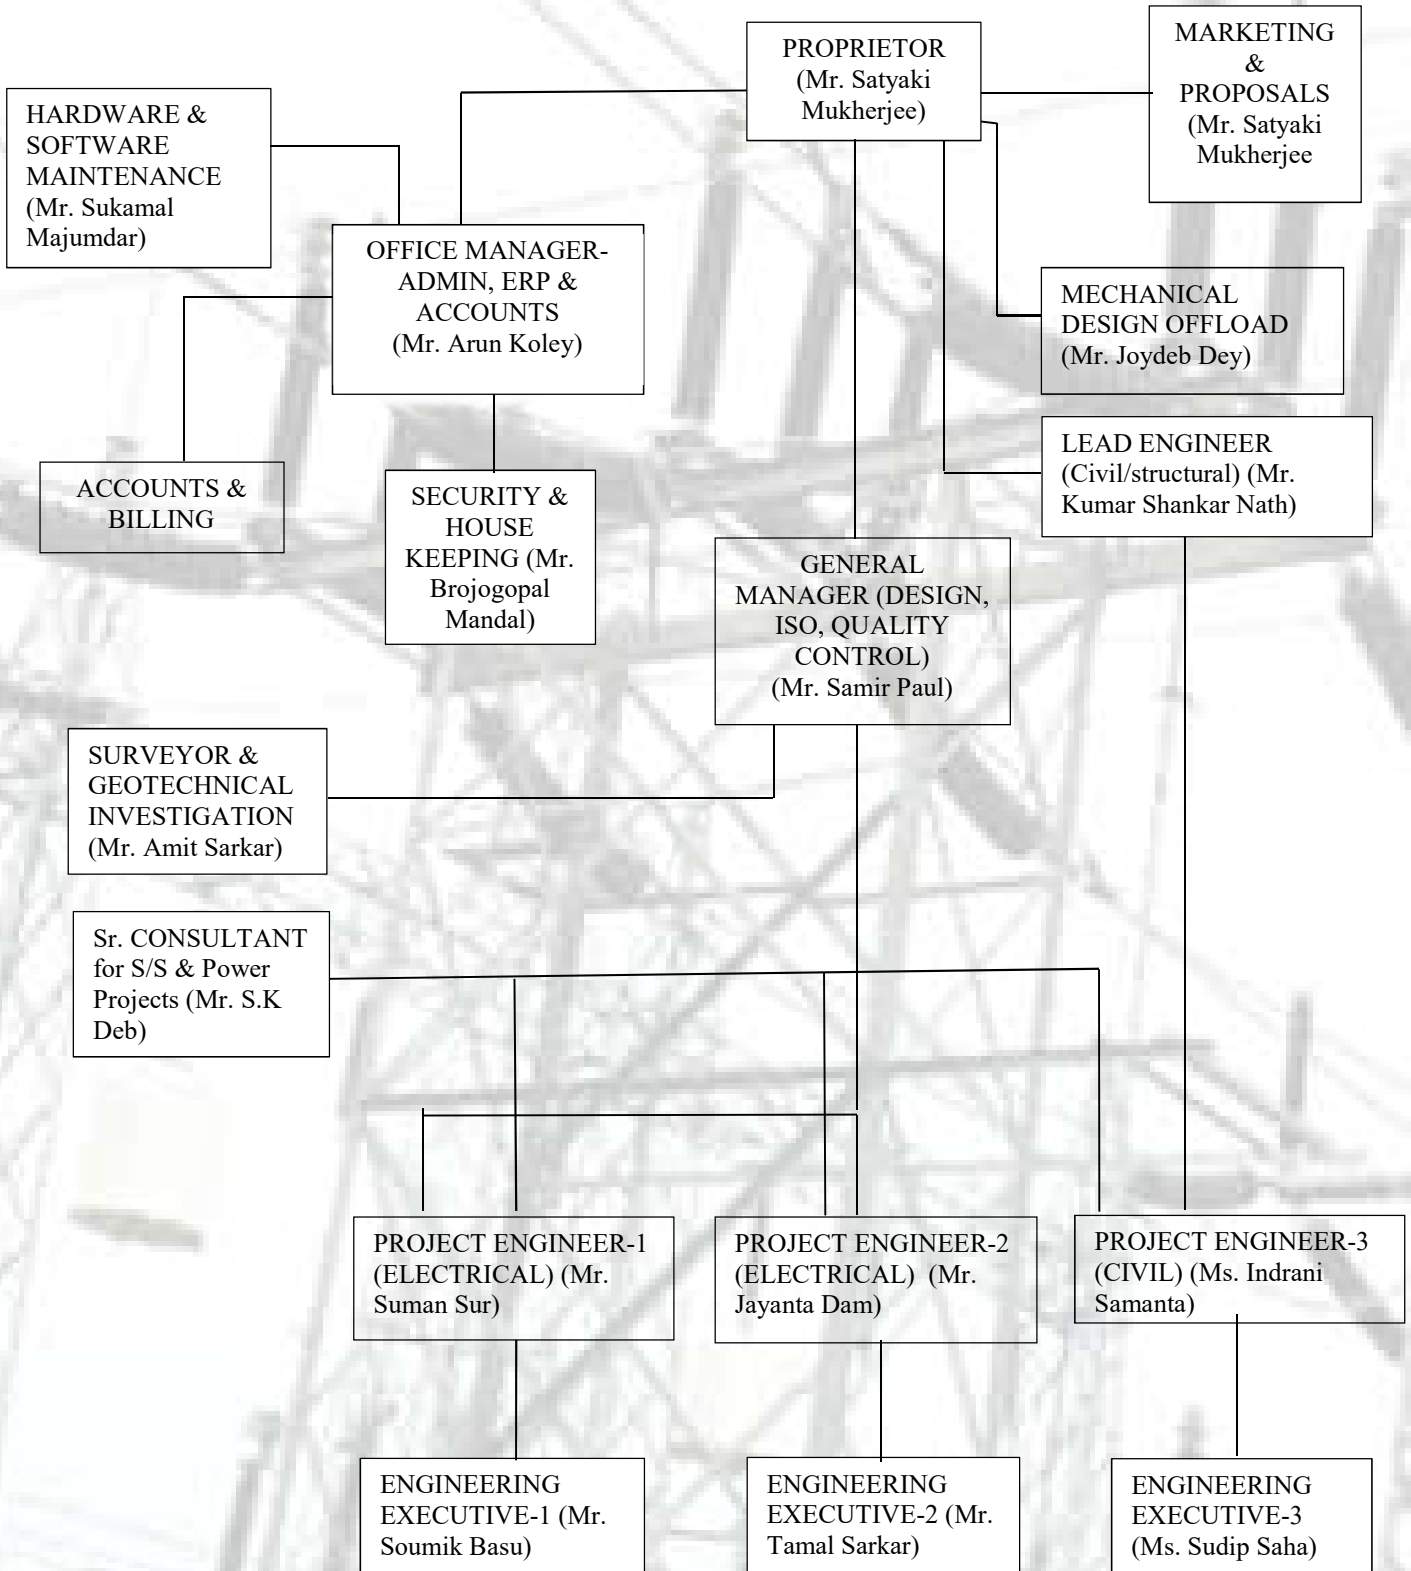 PROPRIETOR
(Mr. Satyaki
Mukherjee)
MARKETING
&
PROPOSALS
(Mr. Satyaki
Mukherjee
HARDWARE &
SOFTWARE
MAINTENANCE
(Mr. Sukamal
Majumdar)
OFFICE MANAGER-
ADMIN, ERP &
ACCOUNTS
(Mr. Arun Koley)
MECHANICAL
DESIGN OFFLOAD
(Mr. Joydeb Dey)
LEAD ENGINEER
(Civil/structural) (Mr.
Kumar Shankar Nath)
ACCOUNTS &
BILLING
SECURITY &
HOUSE
KEEPING (Mr.
Brojogopal
Mandal)
GENERAL
MANAGER (DESIGN,
ISO, QUALITY
CONTROL)
(Mr. Samir Paul)
SURVEYOR &
GEOTECHNICAL
INVESTIGATION
(Mr. Amit Sarkar)
Sr. CONSULTANT
for S/S & Power
Projects (Mr. S.K
Deb)
PROJECT ENGINEER-1
(ELECTRICAL) (Mr.
Suman Sur)
PROJECT ENGINEER-2
(ELECTRICAL) (Mr.
Jayanta Dam)
PROJECT ENGINEER-3
(CIVIL) (Ms. Indrani
Samanta)
ENGINEERING
EXECUTIVE-1 (Mr.
Soumik Basu)
ENGINEERING
EXECUTIVE-2 (Mr.
Tamal Sarkar)
ENGINEERING
EXECUTIVE-3
(Ms. Sudip Saha)